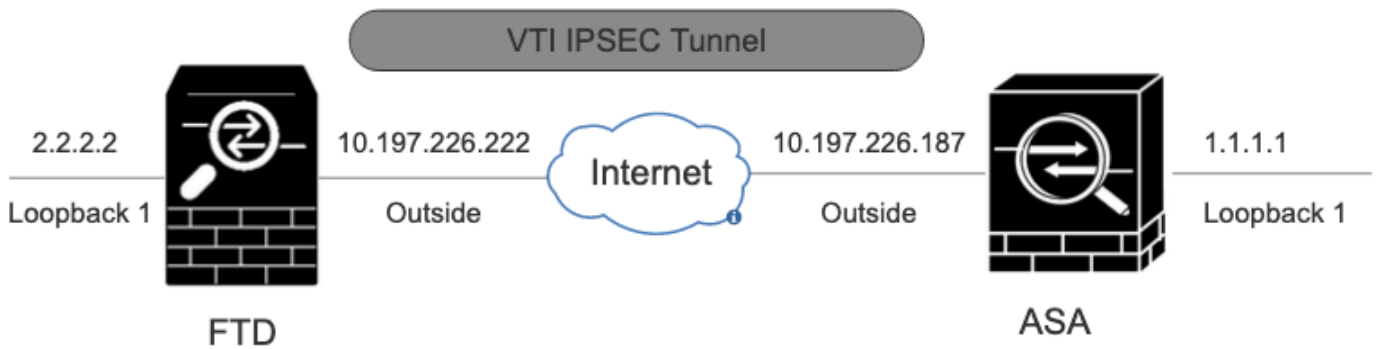 VTI IPSEC Tunnel
2.2.2.2
10.197.226.222
Internet
10.197.226.187
1.1.1.1
Loopback 1
Outside
Outside
Loopback 1
FTD
ASA